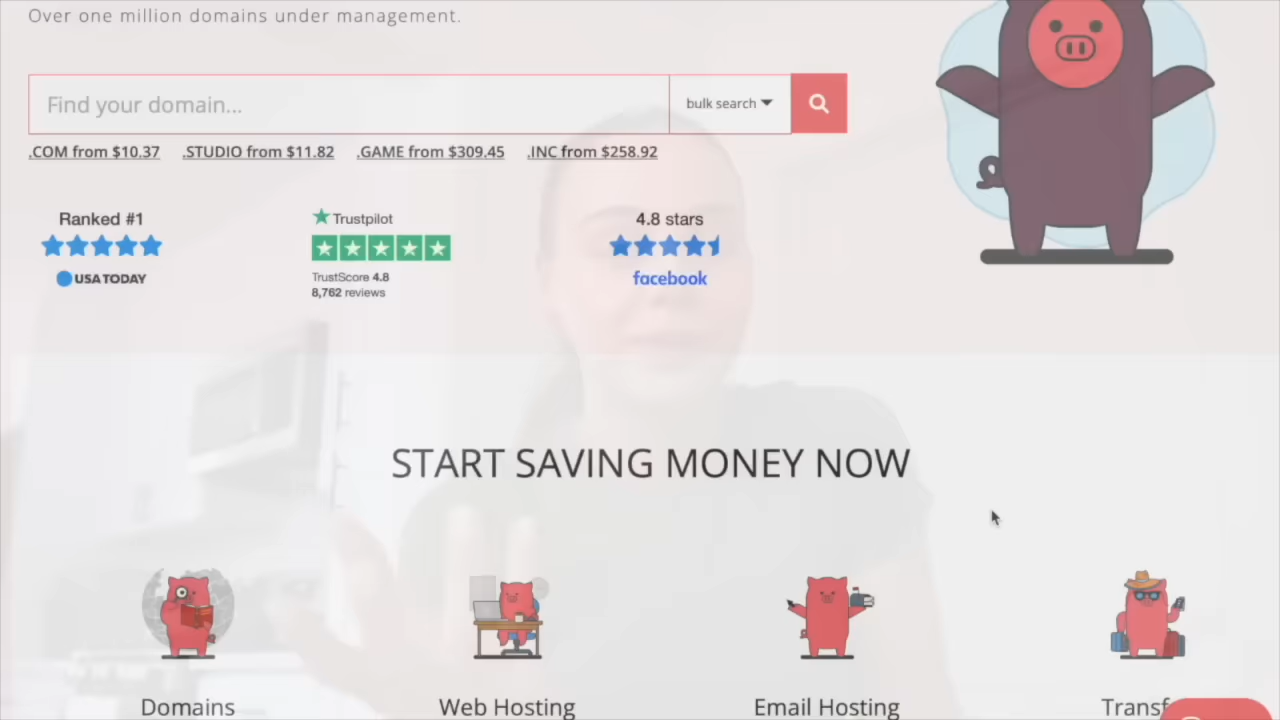 Over one million domains under management.
Find your domain...
bulk search
.COM from $10.37 .STUDIO from $11.82 .GAME from $309.45 .INC from $258.92
Ranked #1
USA TODAY
Trustpilot
TrustScore 4.8
8,762 reviews
4.8 stars
facebook
START SAVING MONEY NOW
Domains
Web Hosting
Email Hosting